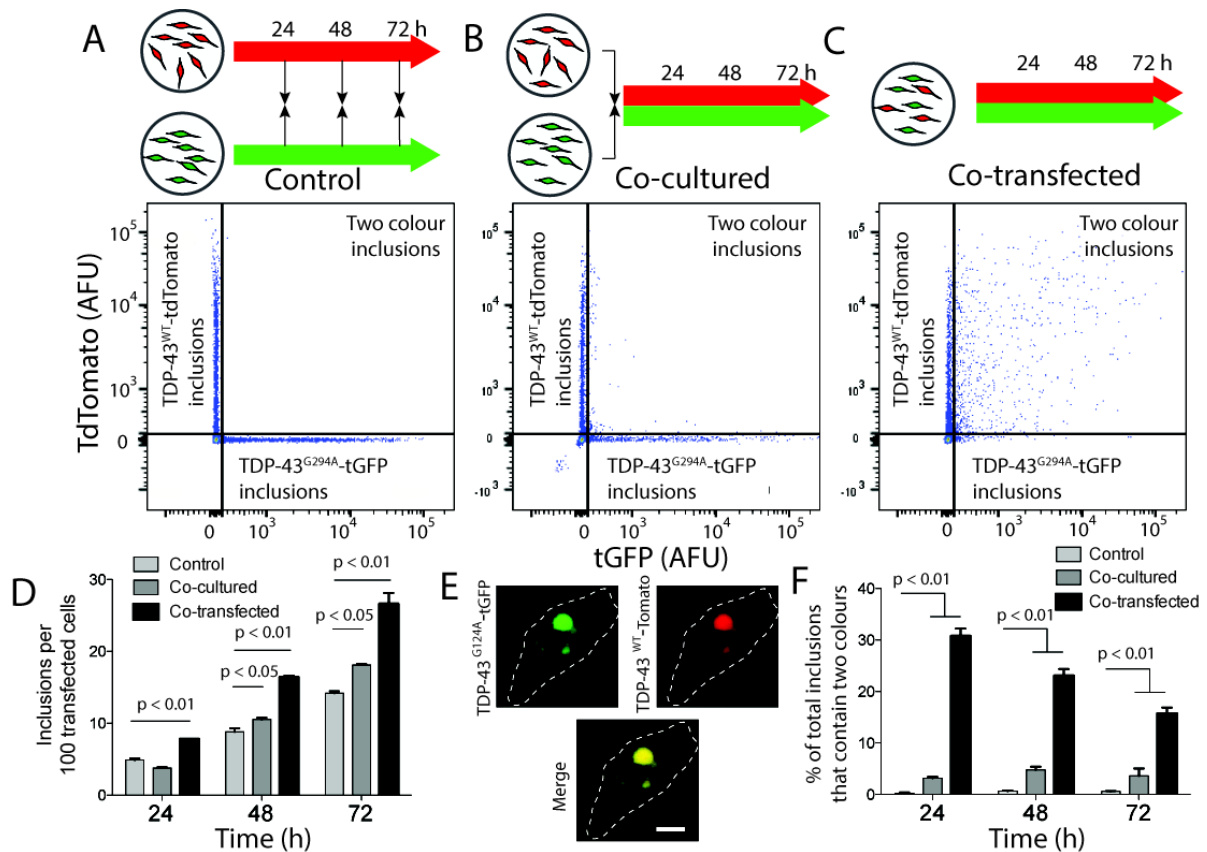 A
24 48 72 h
Control
B
24 48 72 h
Co-cultured
C
24 48 72 h
Co-transfected
TdTomato (AFU)
10⁵
10⁴
10³
0
-10³
TDP-43ᵂᵀ-tdTomato
inclusions
Two colour
inclusions
TDP-43ᴳ²⁹⁴ᴬ-tGFP
inclusions
0 10³ 10⁴ 10⁵
10⁵
10⁴
10³
0
-10³
TDP-43ᵂᵀ-tdTomato
inclusions
Two colour
inclusions
TDP-43ᴳ²⁹⁴ᴬ-tGFP
inclusions
0 10³ 10⁴ 10⁵
10⁵
10⁴
10³
0
-10³
TDP-43ᵂᵀ-tdTomato
inclusions
Two colour
inclusions
TDP-43ᴳ²⁹⁴ᴬ-tGFP
inclusions
0 10³ 10⁴ 10⁵
tGFP (AFU)
D
Control
Co-cultured
Co-transfected
Inclusions per
100 transfected cells
30
20
10
0
p < 0.01
p < 0.01
p < 0.05
p < 0.01
p < 0.05
24 48 72
Time (h)
E
TDP-43 ᴳ¹²⁴ᴬ-tGFP
TDP-43 ᵂᵀ-Tomato
Merge
F
Control
Co-cultured
Co-transfected
% of total inclusions
that contain two colours
40
30
20
10
0
p < 0.01
p < 0.01
p < 0.01
24 48 72
Time (h)